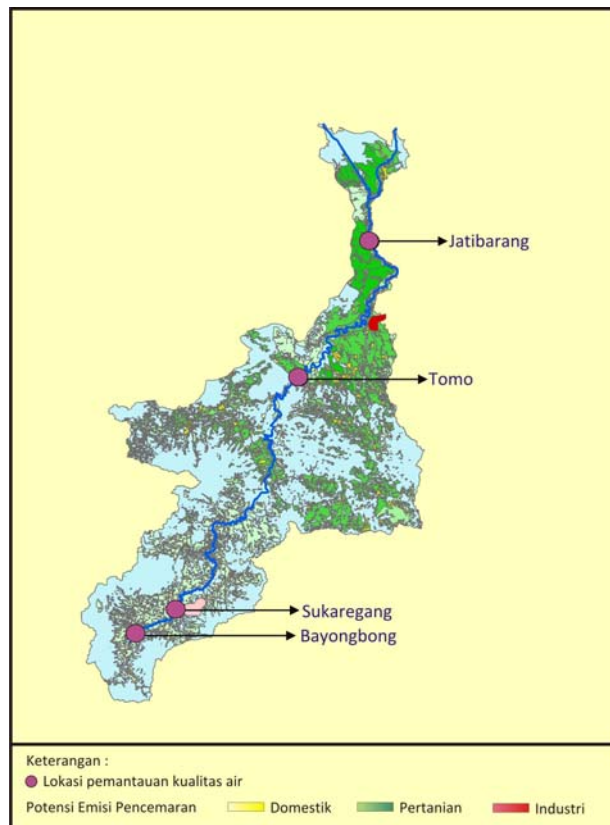 Jatibarang
Tomo
Sukaregang
Bayongbong
Keterangan :
Lokasi pemantauan kualitas air
Potensi Emisi Pencemaran Domestik Pertanian Industri